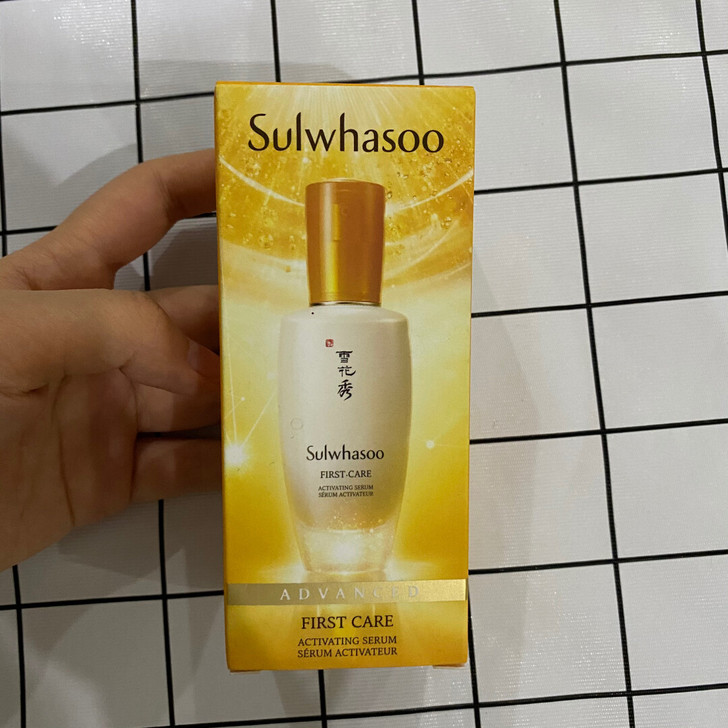 Sulwhasoo
雪
花
秀
Sulwhasoo
FIRST-CARE
ACTIVATING SERUM
SÉRUM ACTIVATEUR
ADVANCED
FIRST CARE
ACTIVATING SERUM
SÉRUM ACTIVATEUR